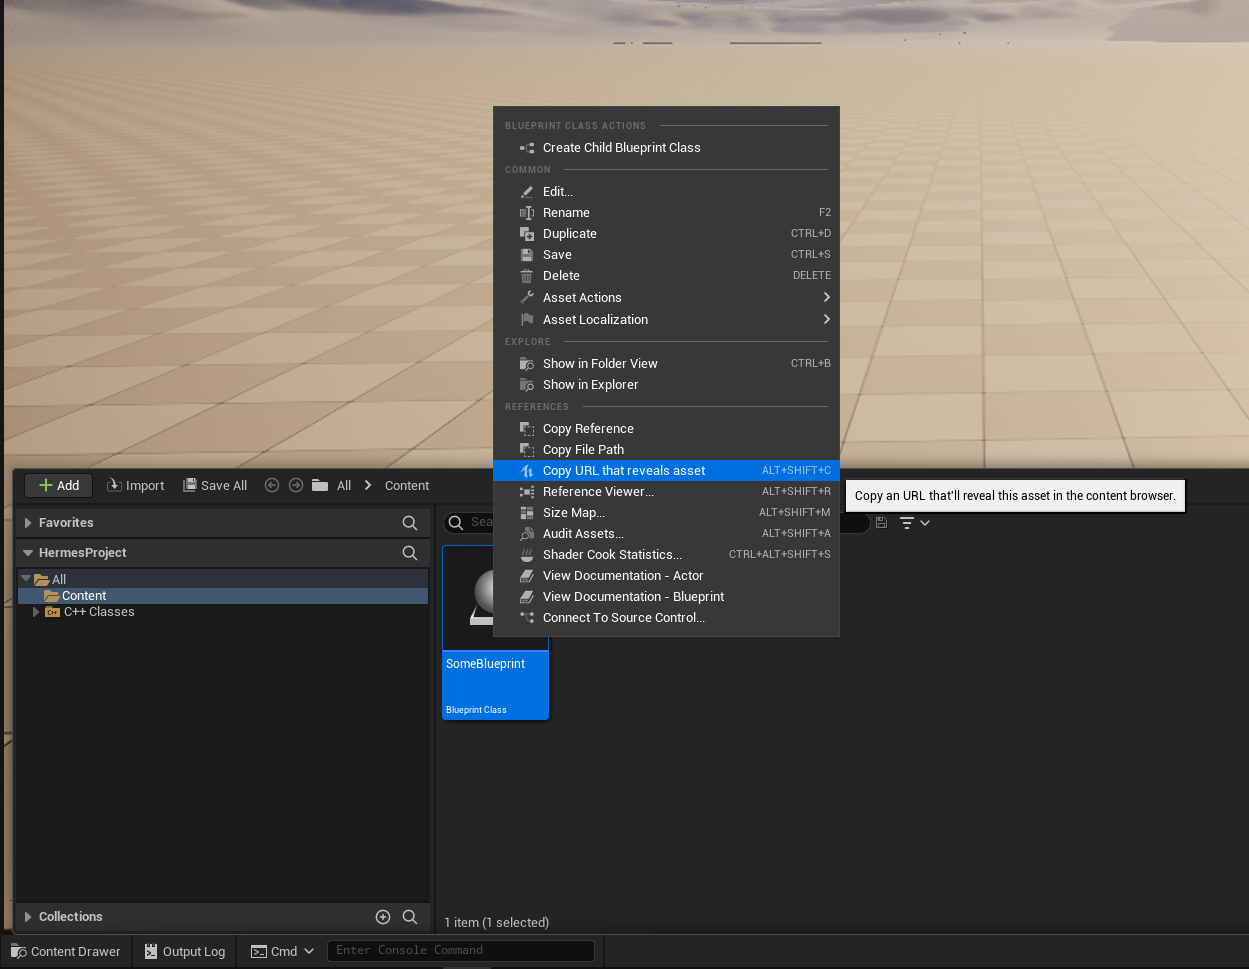 BLUEPRINT CLASS ACTIONS
Create Child Blueprint Class
COMMON
Edit...
Rename F2
Duplicate CTRL+D
Save CTRL+S
Delete DELETE
Asset Actions
Asset Localization
EXPLORE
Show in Folder View CTRL+B
Show in Explorer
REFERENCES
Copy Reference
Copy File Path
Copy URL that reveals asset ALT+SHIFT+C
Reference Viewer... ALT+SHIFT+R
Size Map... ALT+SHIFT+M
Audit Assets... ALT+SHIFT+A
Shader Cook Statistics... CTRL+ALT+SHIFT+S
View Documentation - Actor
View Documentation - Blueprint
Connect To Source Control...
Copy an URL that'll reveal this asset in the content browser.
Add Import Save All All Content
Favorites
HermesProject
All
Content
C++ Classes
Collections
Sea
SomeBlueprint
Blueprint Class
1 item (1 selected)
Content Drawer Output Log Cmd Enter Console Command